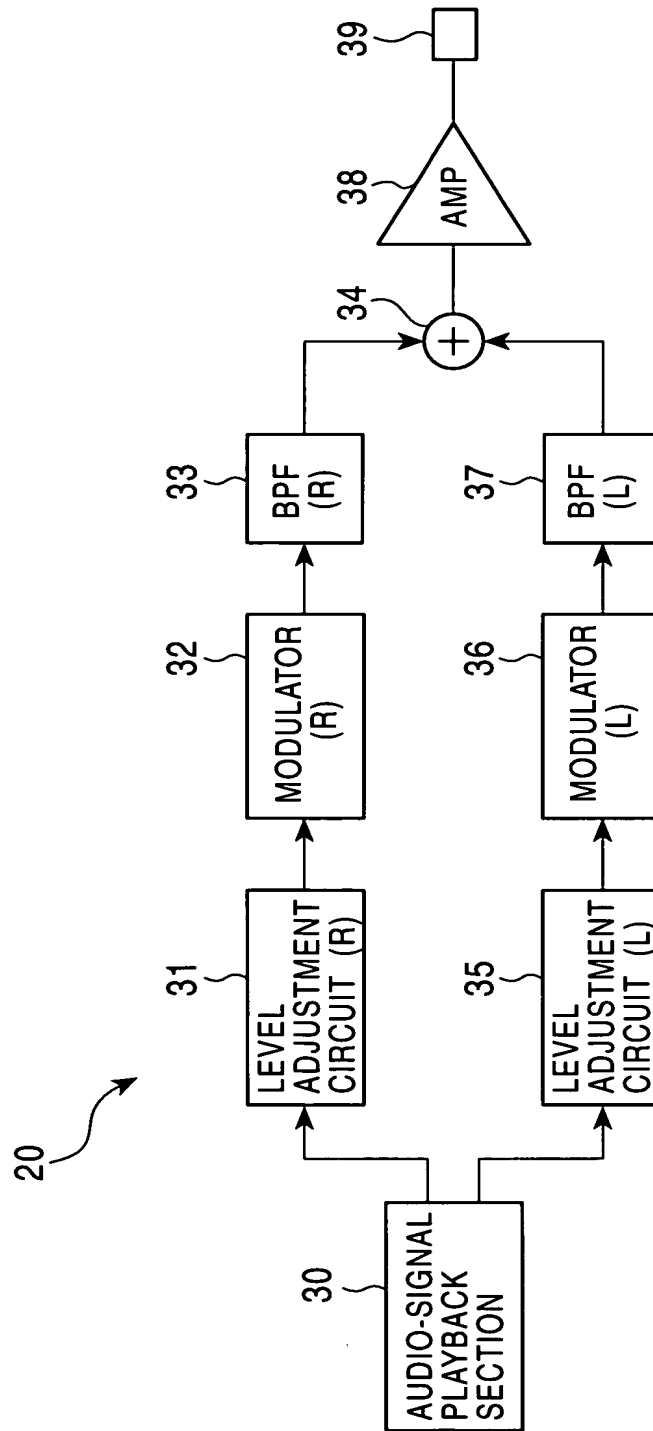 20
30
AUDIO-SIGNAL
PLAYBACK
SECTION
31
LEVEL
ADJUSTMENT
CIRCUIT (R)
32
MODULATOR
(R)
33
BPF
(R)
34
+
35
LEVEL
ADJUSTMENT
CIRCUIT (L)
36
MODULATOR
(L)
37
BPF
(L)
38
AMP
39